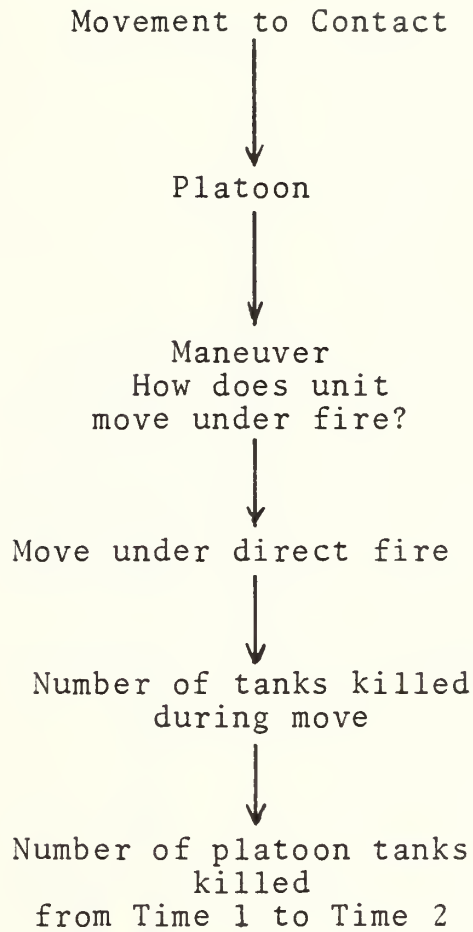 Movement to Contact
Platoon
Maneuver
How does unit
move under fire?
Move under direct fire
Number of tanks killed
during move
Number of platoon tanks
killed
from Time 1 to Time 2